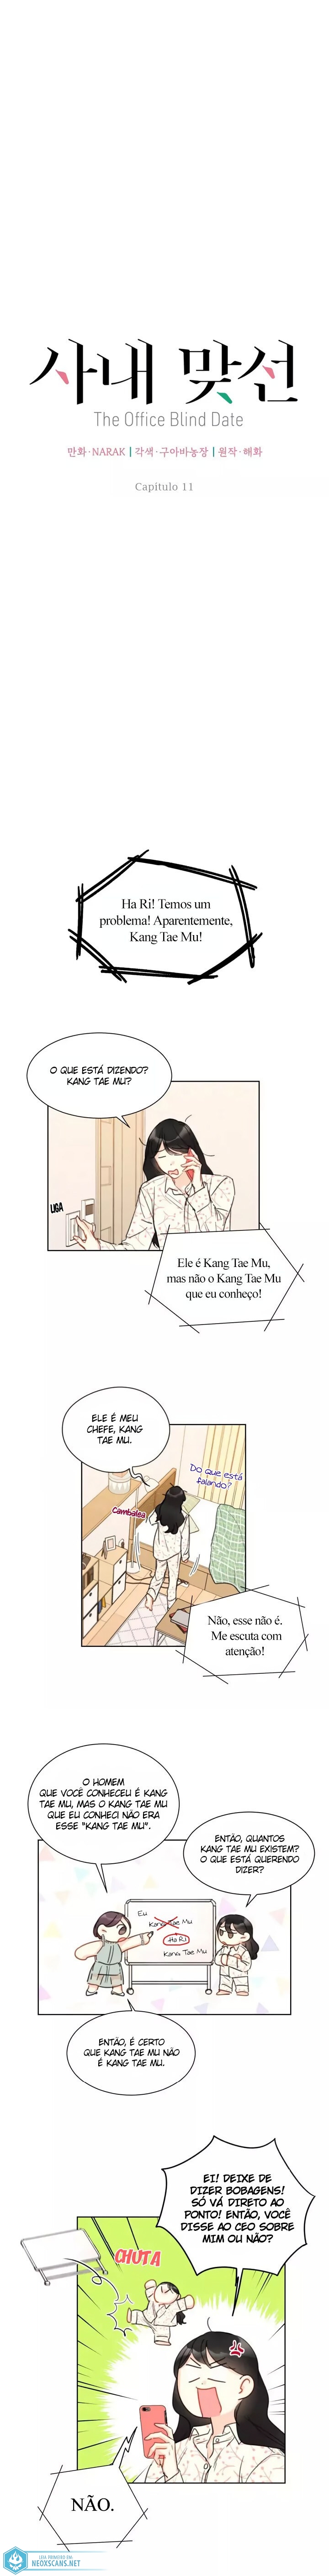 사내 맞선
The Office Blind Date
만화·NARAK | 각색·구아바농장 | 원작·해화
Capitulo 11
Ha Ri! Temos um
problema! Aparentemente,
Kang Tae Mu!
O QUE ESTÁ DIZENDO?
KANG TAE MU?
LIGA
Ele é Kang Tae Mu,
mas não o Kang Tae Mu
que eu conheço!
ELE É MEU
CHEFE, KANG
TAE MU.
Do que está
falando?
Cambalea
Não, esse não é.
Me escuta com
atenção!
O HOMEM
QUE VOCÊ CONHECEU É KANG
TAE MU, MAS O KANG TAE MU
QUE EU CONHECI NÃO ERA
ESSE "KANG TAE MU".
ENTÃO, QUANTOS
KANG TAE MU EXISTEM?
O QUE ESTÁ QUERENDO
DIZER?
Eu
Kang Tae Mu
Ha Ri
Kang Tae Mu
ENTÃO, É CERTO
QUE KANG TAE MU NÃO
É KANG TAE MU.
EI! DEIXE DE
DIZER BOBAGENS!
SÓ VÁ DIRETO AO
PONTO! ENTÃO, VOCÊ
DISSE AO CEO SOBRE
MIM OU NÃO?
CHUTA
NÃO.
LEIA PRIMEIRO EM
NEOXSCANS.NET